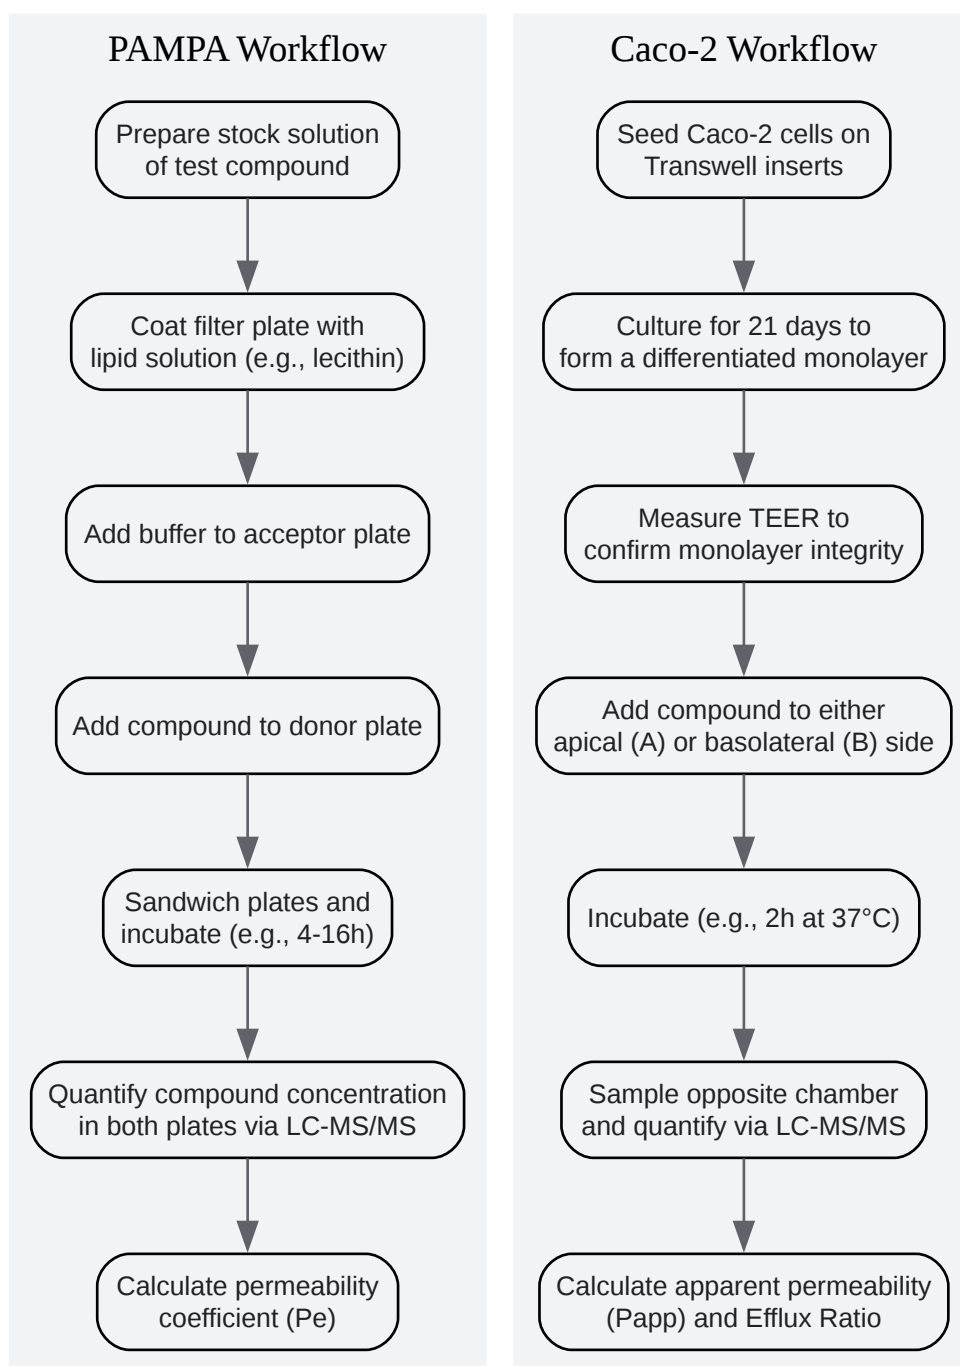 PAMPA Workflow
Prepare stock solution
of test compound
Coat filter plate with
lipid solution (e.g., lecithin)
Add buffer to acceptor plate
Add compound to donor plate
Sandwich plates and
incubate (e.g., 4-16h)
Quantify compound concentration
in both plates via LC-MS/MS
Calculate permeability
coefficient (Pe)
Caco-2 Workflow
Seed Caco-2 cells on
Transwell inserts
Culture for 21 days to
form a differentiated monolayer
Measure TEER to
confirm monolayer integrity
Add compound to either
apical (A) or basolateral (B) side
Incubate (e.g., 2h at 37°C)
Sample opposite chamber
and quantify via LC-MS/MS
Calculate apparent permeability
(Papp) and Efflux Ratio